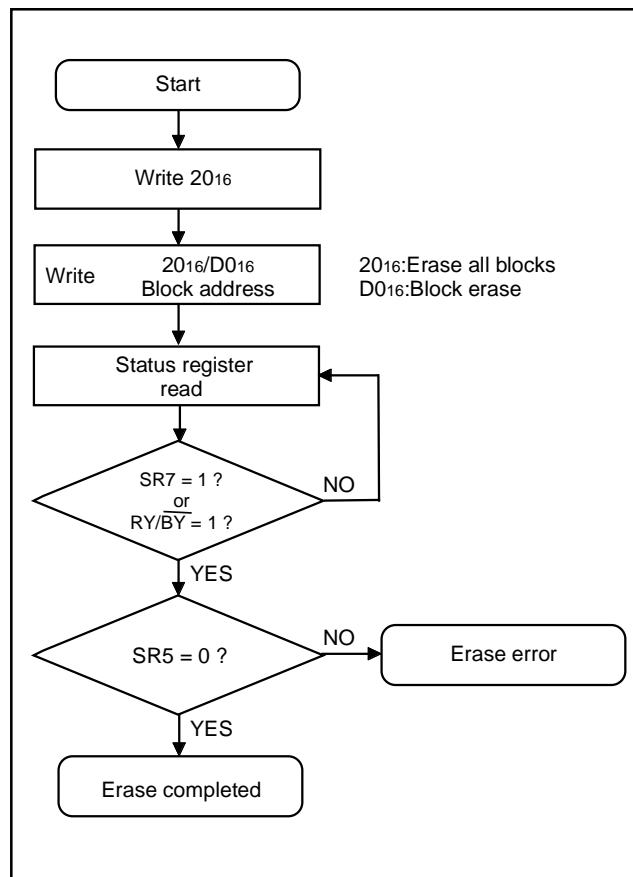 Start
Write 20₁₆
Write 20₁₆/D0₁₆
Block address
20₁₆:Erase all blocks
D0₁₆:Block erase
Status register
read
SR7 = 1 ?
or
RY/B̅Y̅ = 1 ?
NO
YES
SR5 = 0 ?
NO
Erase error
YES
Erase completed